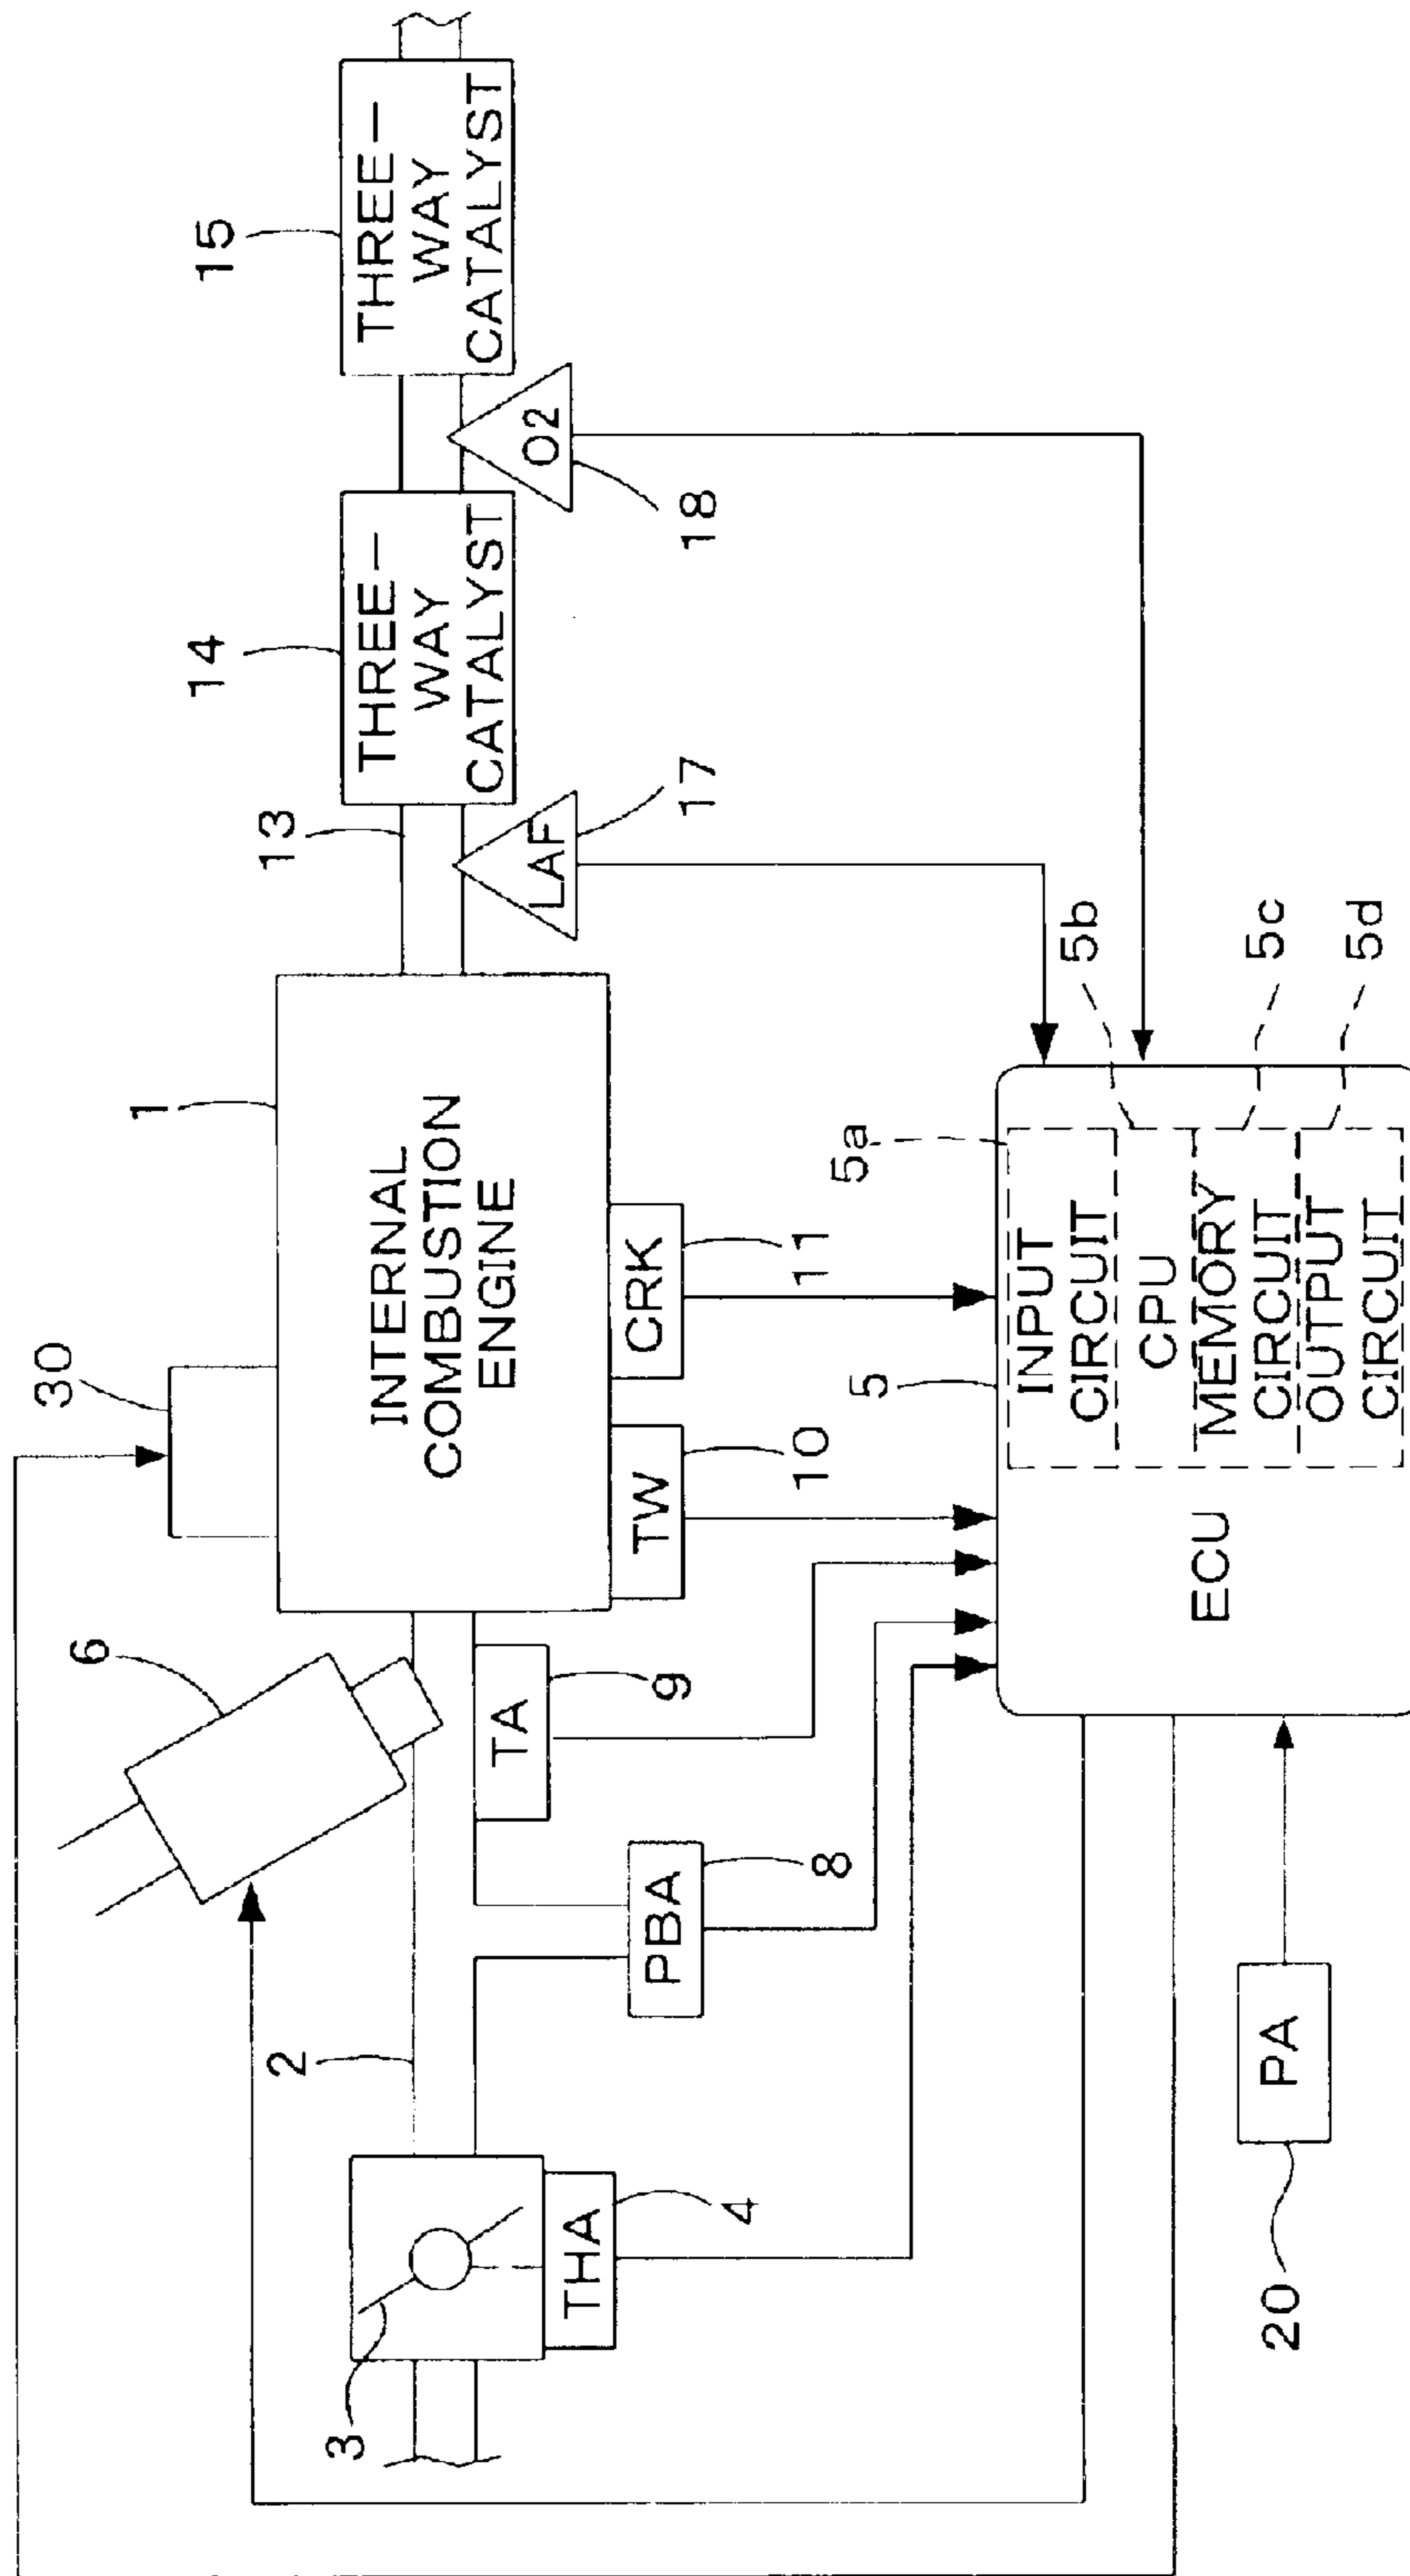 30
1
INTERNAL
COMBUSTION
ENGINE
6
2
3
THA
4
PBA
8
TA
9
TW
10
CRK
11
13
LAF
17
14
THREE-
WAY
CATALYST
O2
18
15
THREE-
WAY
CATALYST
5
ECU
5a
INPUT
CIRCUIT
5b
CPU
5c
MEMORY
CIRCUIT
5d
OUTPUT
CIRCUIT
PA
20